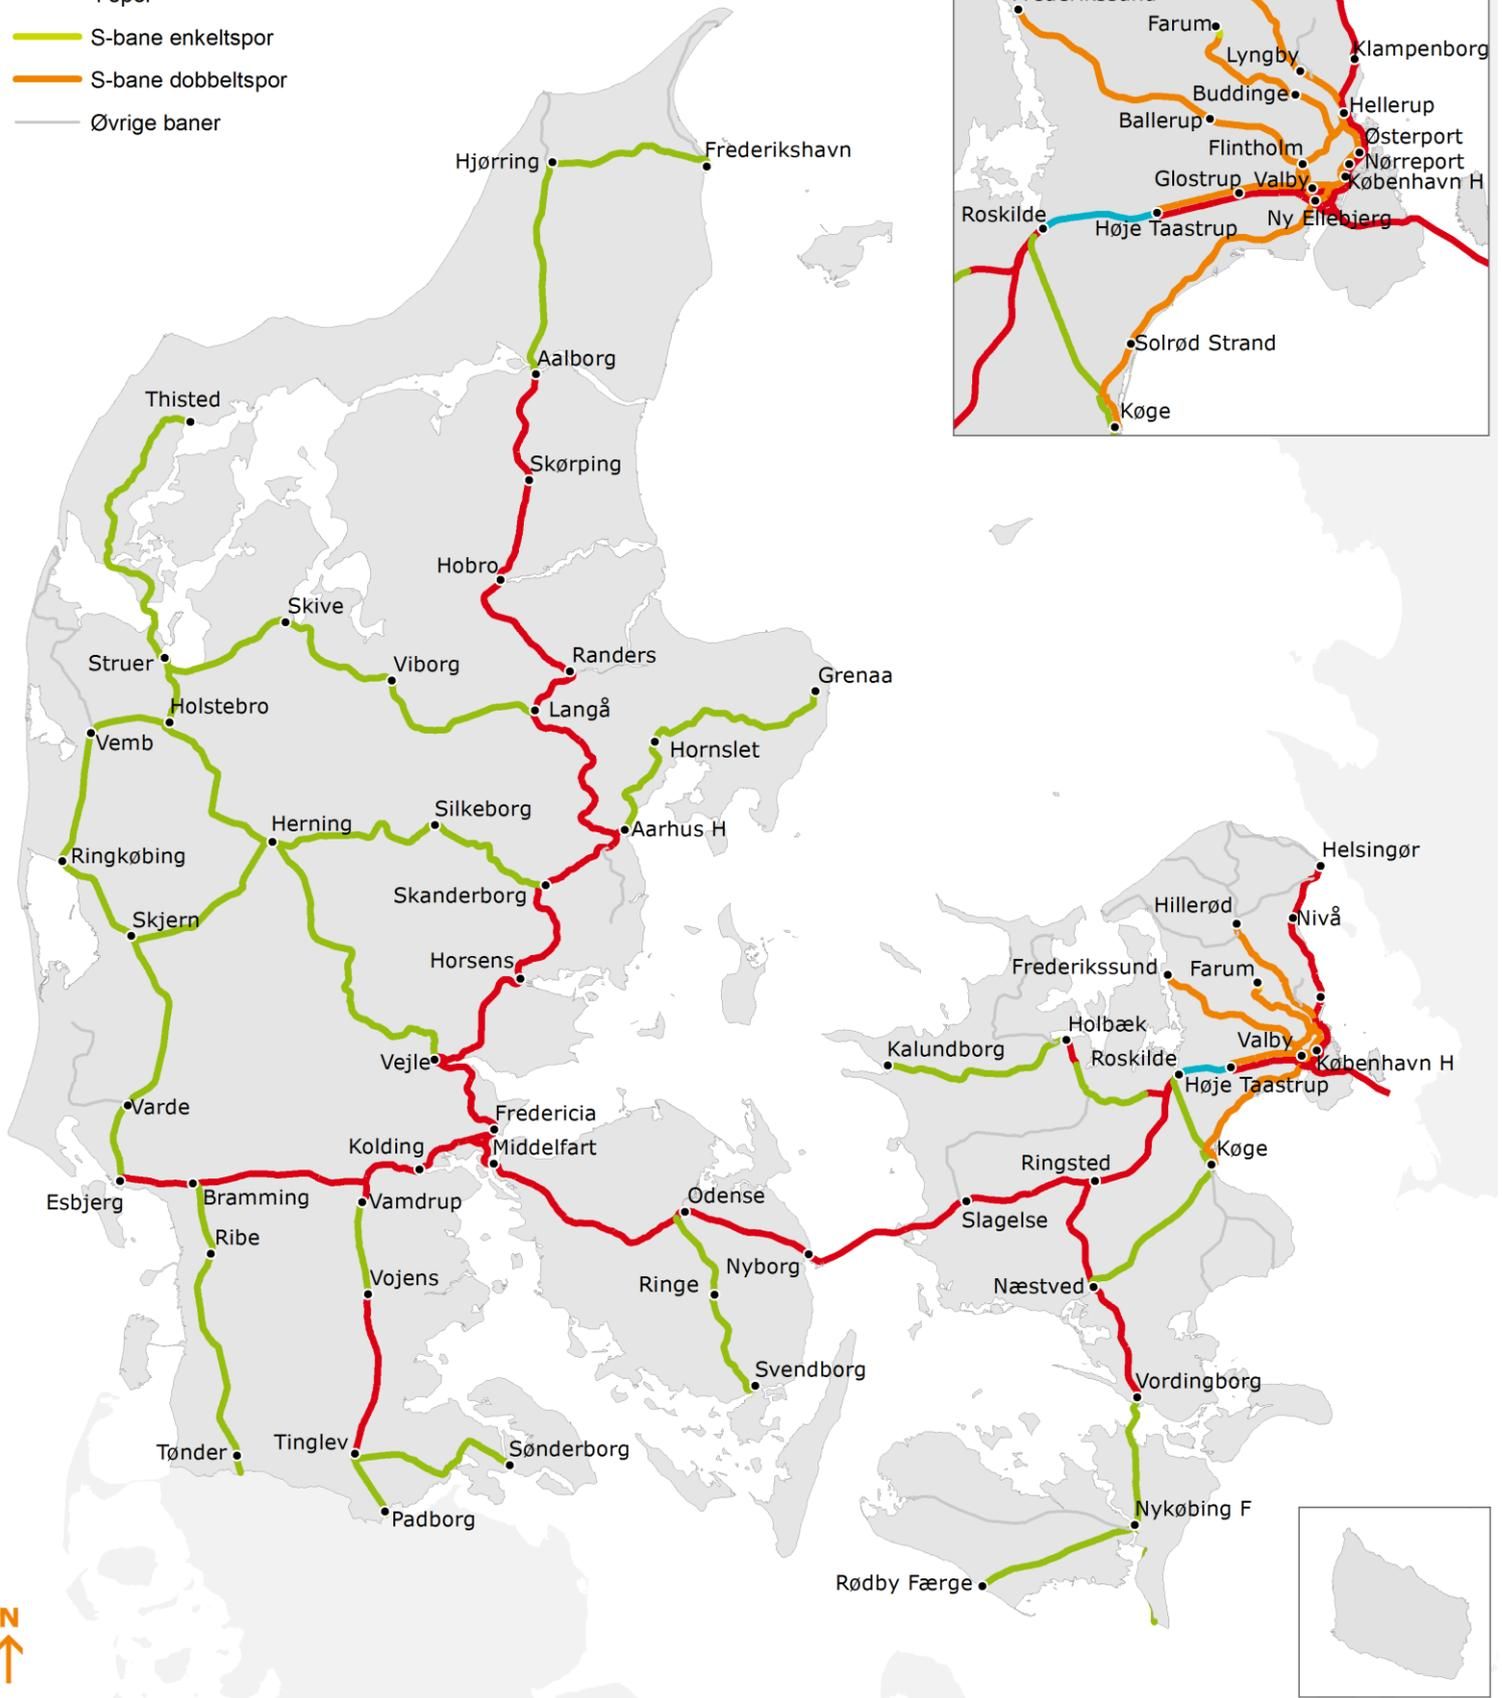 S-bane enkeltspor
S-bane dobbeltspor
Øvrige baner
Farum
Lyngby
Klampenborg
Buddinge
Hellerup
Ballerup
Østerport
Flintholm
Nørreport
Glostrup
Valby
København H
Roskilde
Høje Taastrup
Ny Ellebjerg
Solrød Strand
Køge
Hjørring
Frederikshavn
Aalborg
Thisted
Skørping
Hobro
Skive
Struer
Viborg
Randers
Grenaa
Holstebro
Langå
Vemb
Hornslet
Herning
Silkeborg
Aarhus H
Ringkøbing
Skanderborg
Skjern
Horsens
Vejle
Varde
Fredericia
Kolding
Middelfart
Esbjerg
Bramming
Vamdrup
Odense
Ribe
Nyborg
Vojens
Ringe
Svendborg
Tønder
Tinglev
Sønderborg
Padborg
Helsingør
Hillerød
Nivå
Frederikssund
Farum
Holbæk
Valby
Kalundborg
Roskilde
København H
Høje Taastrup
Køge
Ringsted
Slagelse
Næstved
Vordingborg
Nykøbing F
Rødby Færge
N